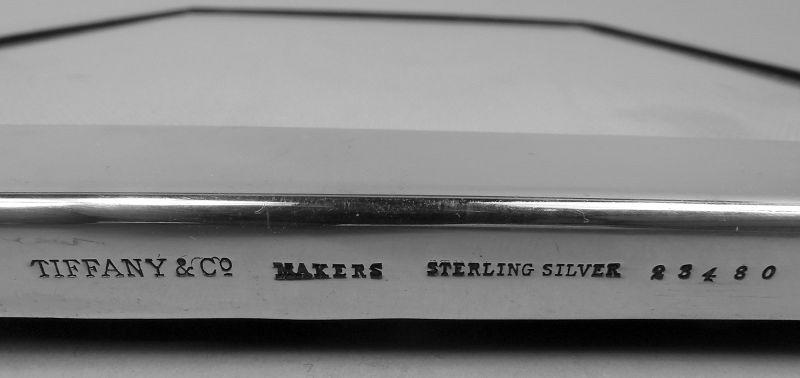 TIFFANY & Cº MAKERS STERLING SILVER 23480